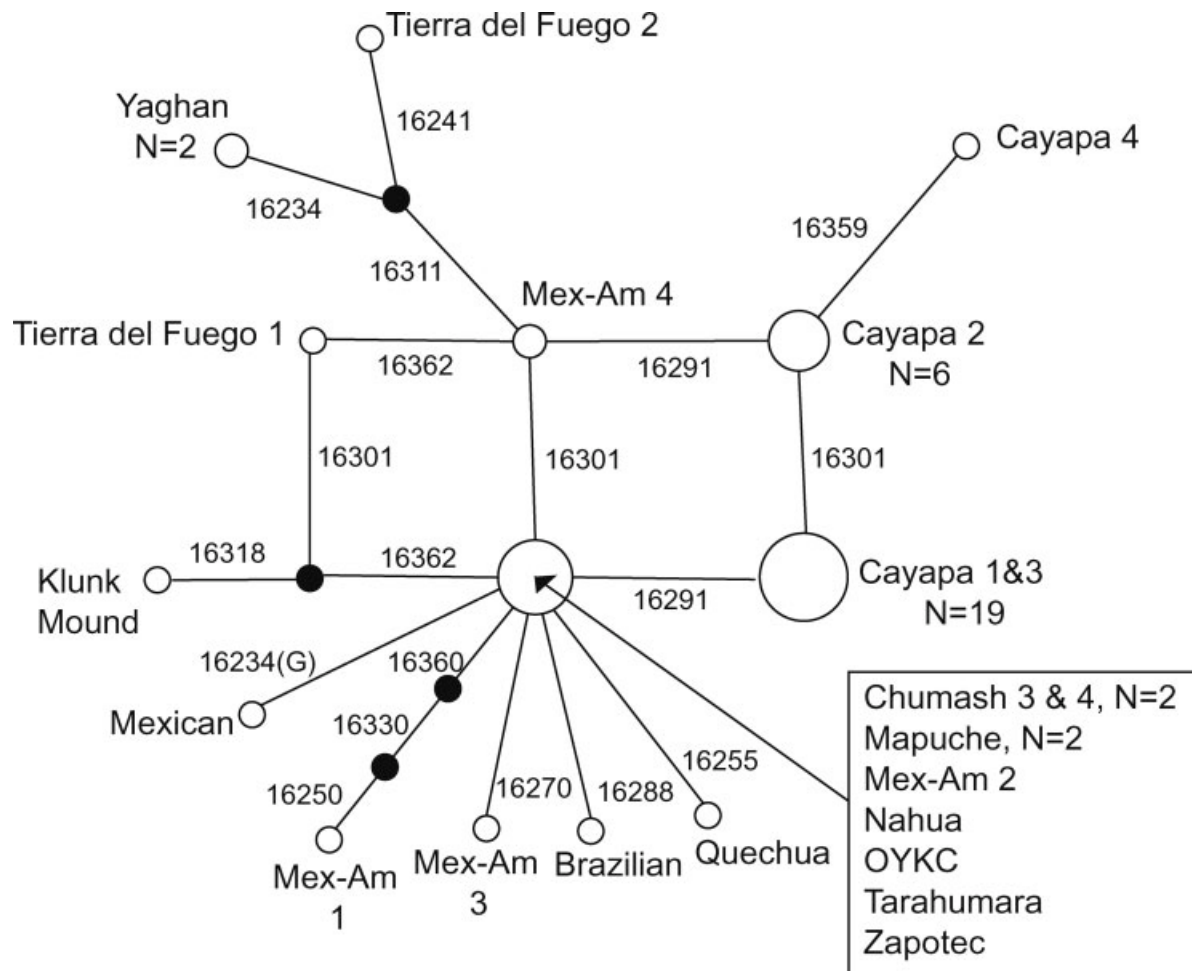 Tierra del Fuego 2
Yaghan
N=2
16241
Cayapa 4
16234
16359
16311
Mex-Am 4
Tierra del Fuego 1
Cayapa 2
N=6
16362
16291
16301
16301
16301
16318
16362
Klunk
Mound
Cayapa 1&3
N=19
16291
16234(G)
16360
Mexican
16330
16255
16250
16270
16288
Mex-Am
1
Mex-Am
3
Brazilian
Quechua
Chumash 3 & 4, N=2
Mapuche, N=2
Mex-Am 2
Nahua
OYKC
Tarahumara
Zapotec